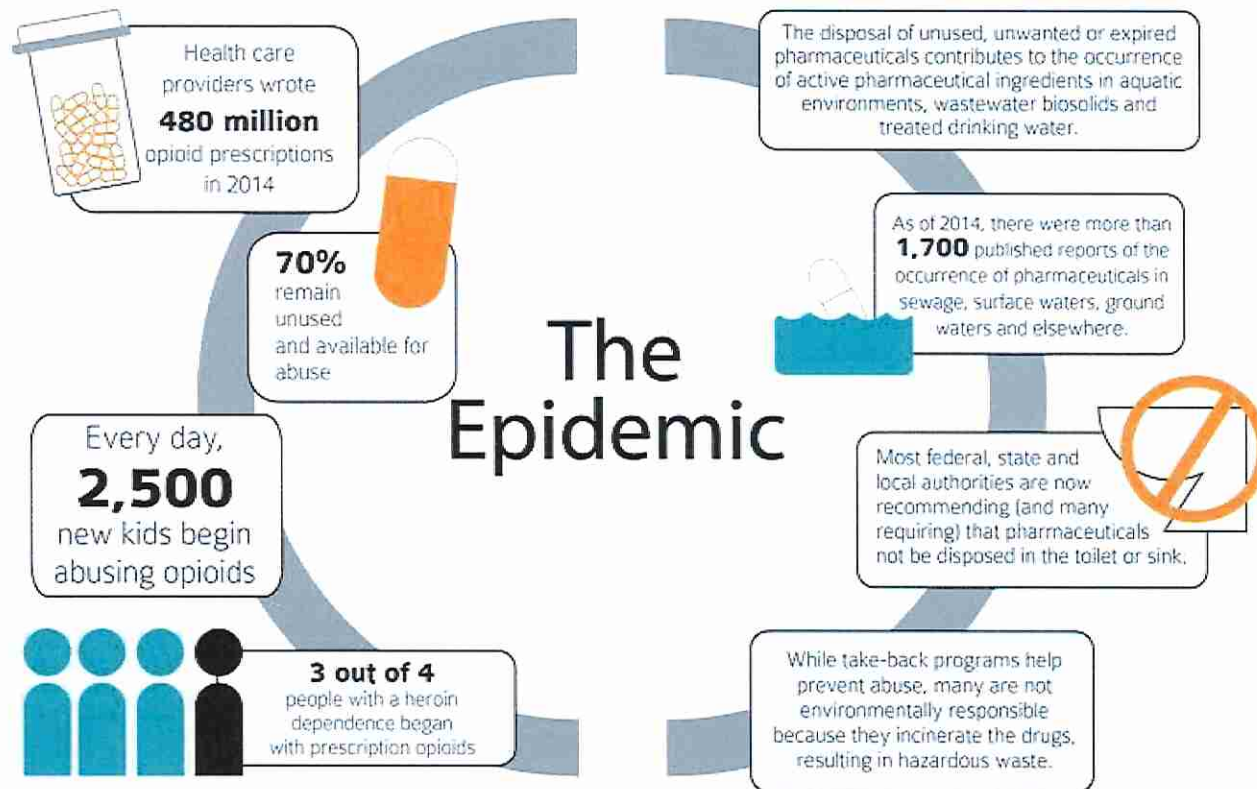 Health care
providers wrote
480 million
opioid prescriptions
in 2014
70%
remain
unused
and available for
abuse
Every day,
2,500
new kids begin
abusing opioids
3 out of 4
people with a heroin
dependence began
with prescription opioids
The
Epidemic
The disposal of unused, unwanted or expired
pharmaceuticals contributes to the occurrence
of active pharmaceutical ingredients in aquatic
environments, wastewater biosolids and
treated drinking water.
As of 2014, there were more than
1,700 published reports of the
occurrence of pharmaceuticals in
sewage, surface waters, ground
waters and elsewhere.
Most federal, state and
local authorities are now
recommending (and many
requiring) that pharmaceuticals
not be disposed in the toilet or sink.
While take-back programs help
prevent abuse, many are not
environmentally responsible
because they incinerate the drugs,
resulting in hazardous waste.